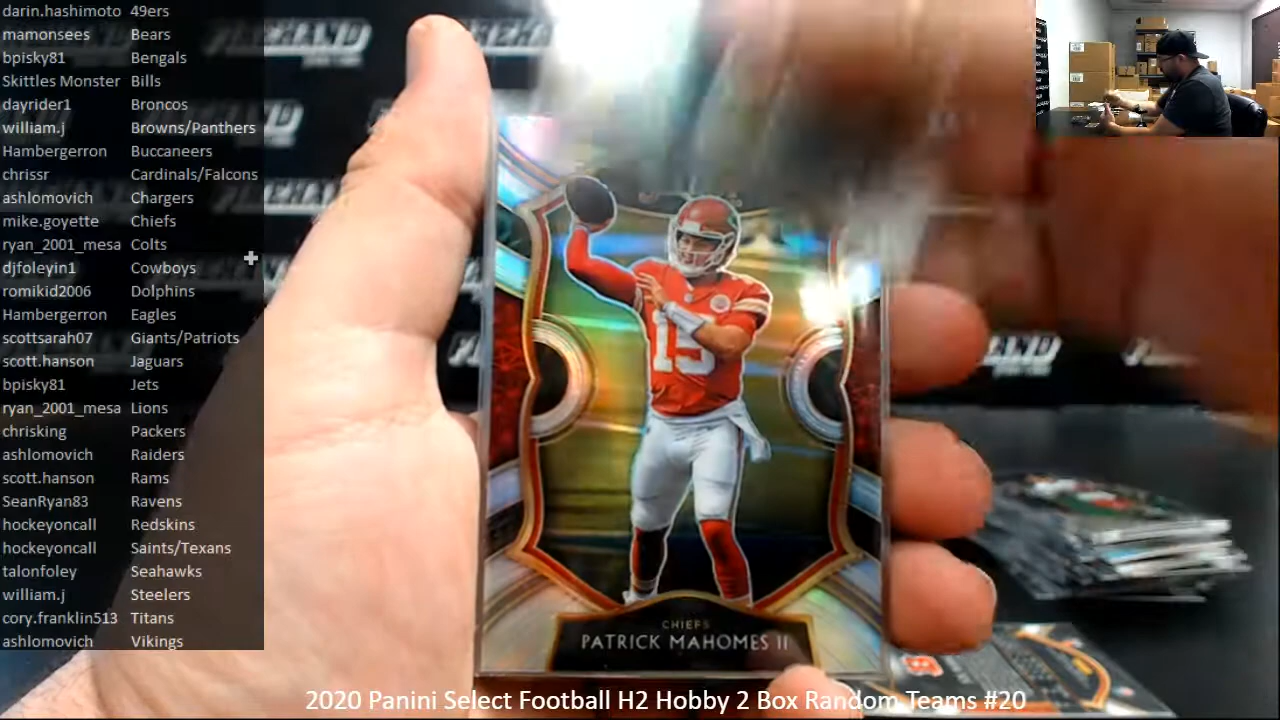 darin.hashimoto 49ers
mamonsees Bears
bpisky81 Bengals
Skittles Monster Bills
dayrider1 Broncos
william.j Browns/Panthers
Hambergerron Buccaneers
chrissr Cardinals/Falcons
ashlomovich Chargers
mike.goyette Chiefs
ryan_2001_mesa Colts
djfoleyin1 Cowboys
romikid2006 Dolphins
Hambergerron Eagles
scottsarah07 Giants/Patriots
scott.hanson Jaguars
bpisky81 Jets
ryan_2001_mesa Lions
chrisking Packers
ashlomovich Raiders
scott.hanson Rams
SeanRyan83 Ravens
hockeyoncall Redskins
hockeyoncall Saints/Texans
talonfoley Seahawks
william.j Steelers
cory.franklin513 Titans
ashlomovich Vikings
15
CHIEFS
PATRICK MAHOMES II
2020 Panini Select Football H2 Hobby 2 Box Random Teams #20